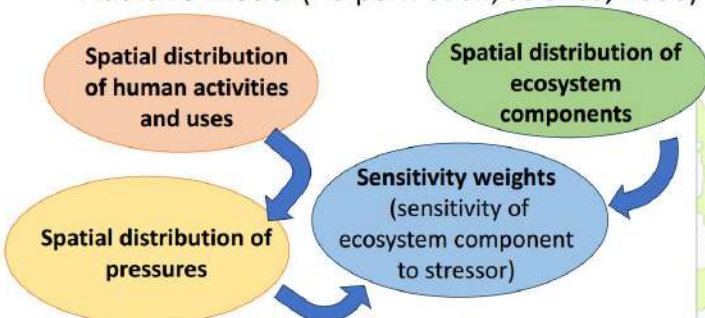 Spatial distribution
of human activities
and uses
Spatial distribution of
ecosystem
components
Sensitivity weights
(sensitivity of
ecosystem component
to stressor)
Spatial distribution of
pressures